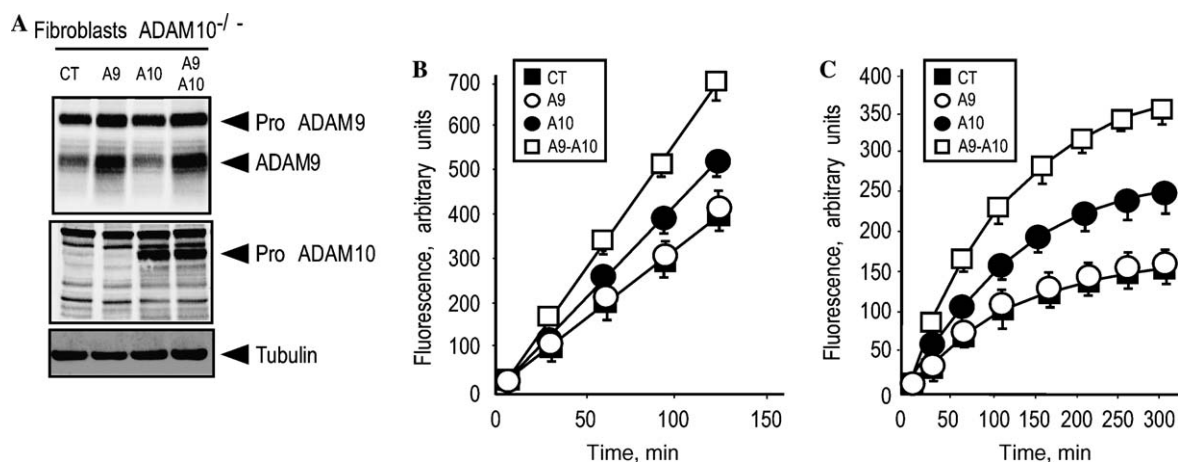 A
Fibroblasts ADAM10-/-
CT A9 A10 A9 A10
Pro ADAM9
ADAM9
Pro ADAM10
Tubulin
B
CT
A9
A10
A9-A10
Fluorescence, arbitrary units
700
600
500
400
300
200
100
0
0 50 100 150
Time, min
C
CT
A9
A10
A9-A10
Fluorescence, arbitrary units
400
350
300
250
200
150
100
50
0
0 50 100 150 200 250 300
Time, min